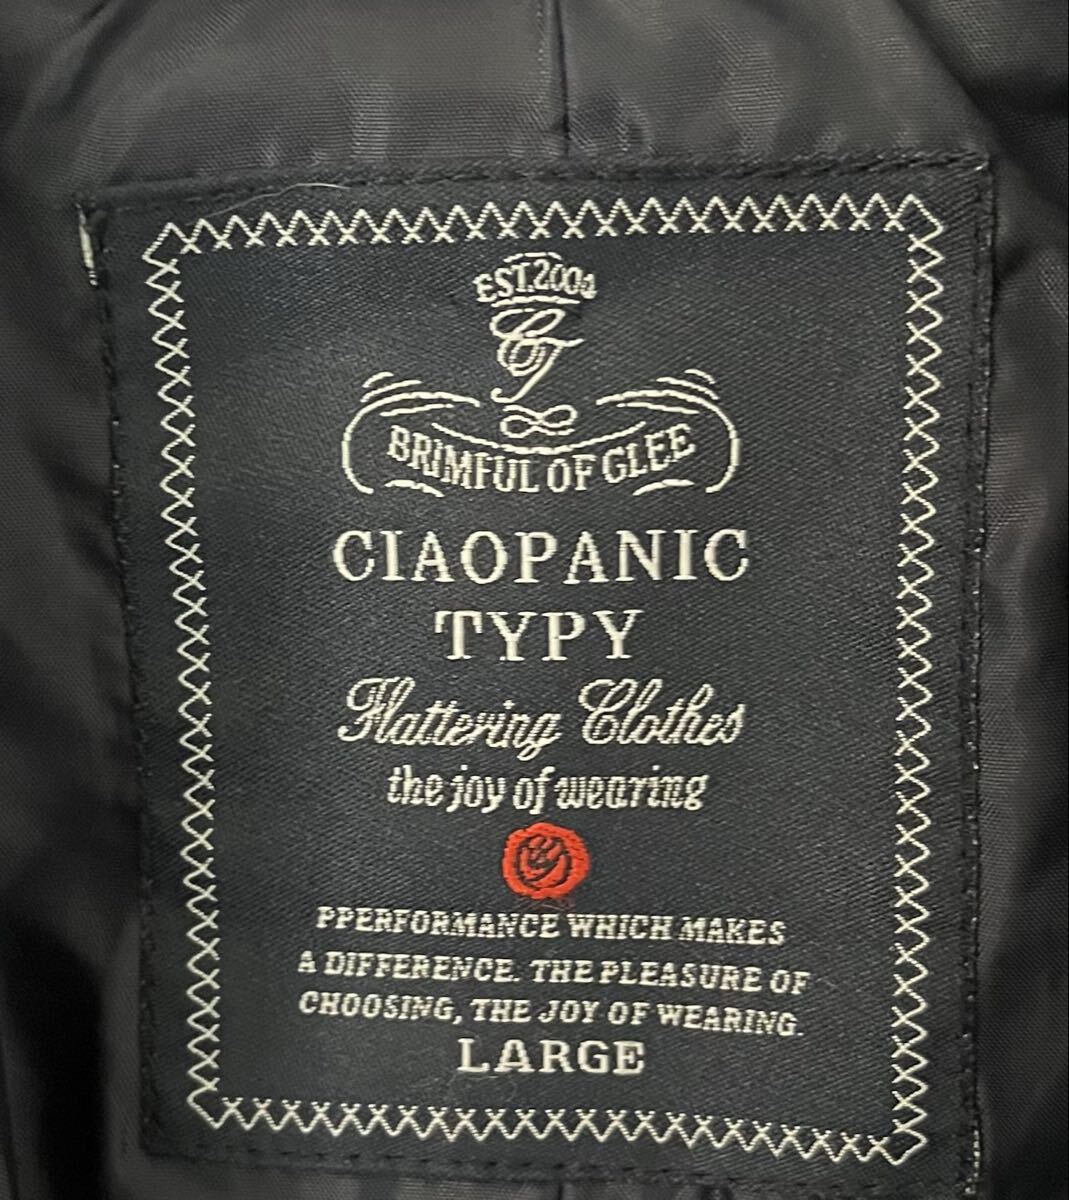 EST.2004
CT
BRIMFUL OF GLEE
CIAOPANIC
TYPY
Flattering Clothes
the joy of wearing
PPERFORMANCE WHICH MAKES
A DIFFERENCE. THE PLEASURE OF
CHOOSING, THE JOY OF WEARING.
LARGE